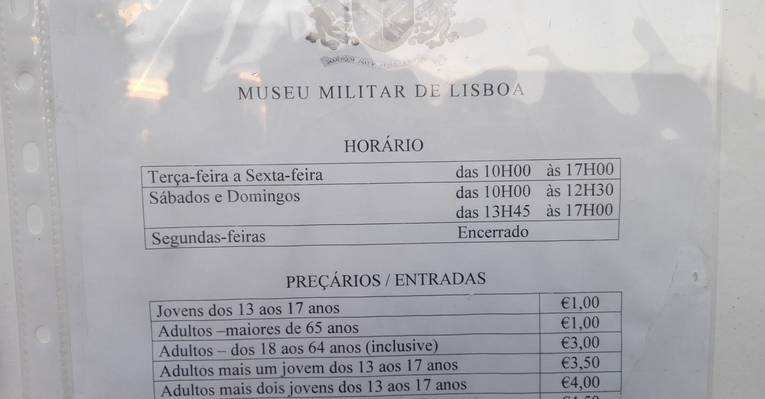 MUSEU MILITAR DE LISBOA
HORÁRIO
Terça-feira a Sexta-feira das 10H00 às 17H00
Sábados e Domingos das 10H00 às 12H30
das 13H45 às 17H00
Segundas-feiras Encerrado
PREÇÁRIOS / ENTRADAS
Jovens dos 13 aos 17 anos €1,00
Adultos –maiores de 65 anos €1,00
Adultos – dos 18 aos 64 anos (inclusive) €3,00
Adultos mais um jovem dos 13 aos 17 anos €3,50
Adultos mais dois jovens dos 13 aos 17 anos €4,00